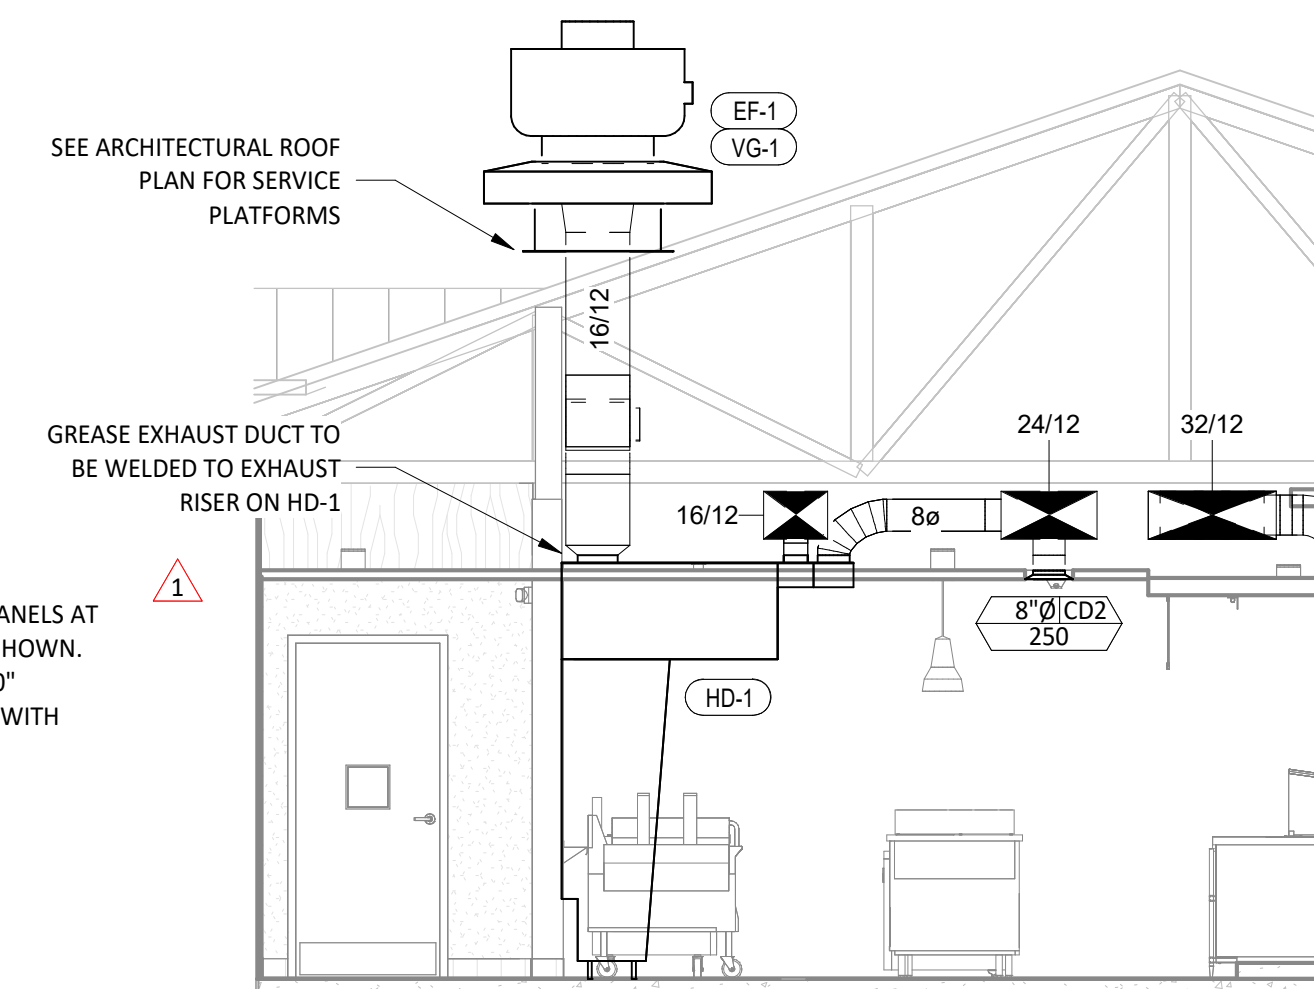 EF-1
VG-1
SEE ARCHITECTURAL ROOF
PLAN FOR SERVICE
PLATFORMS
16/12
GREASE EXHAUST DUCT TO
BE WELDED TO EXHAUST
RISER ON HD-1
24/12
32/12
16/12
8ø
1
ANELS AT
HOWN.
0"
WITH
8"Ø CD2
250
HD-1